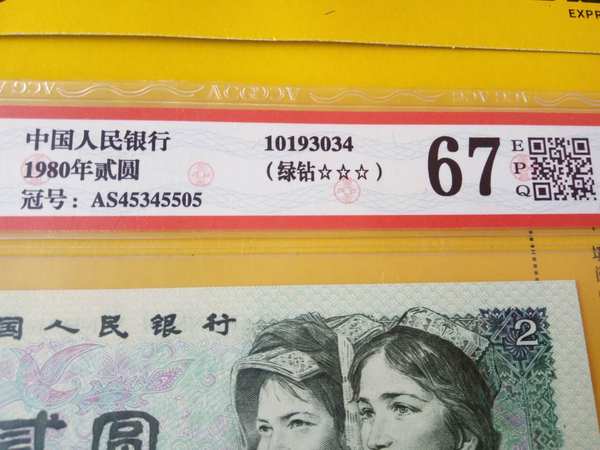 EXPR
中国人民银行
1980年贰圆
冠号：AS45345505
10193034
（绿钻☆☆☆）
67
E
P
Q
国人民银行
2
贰圆